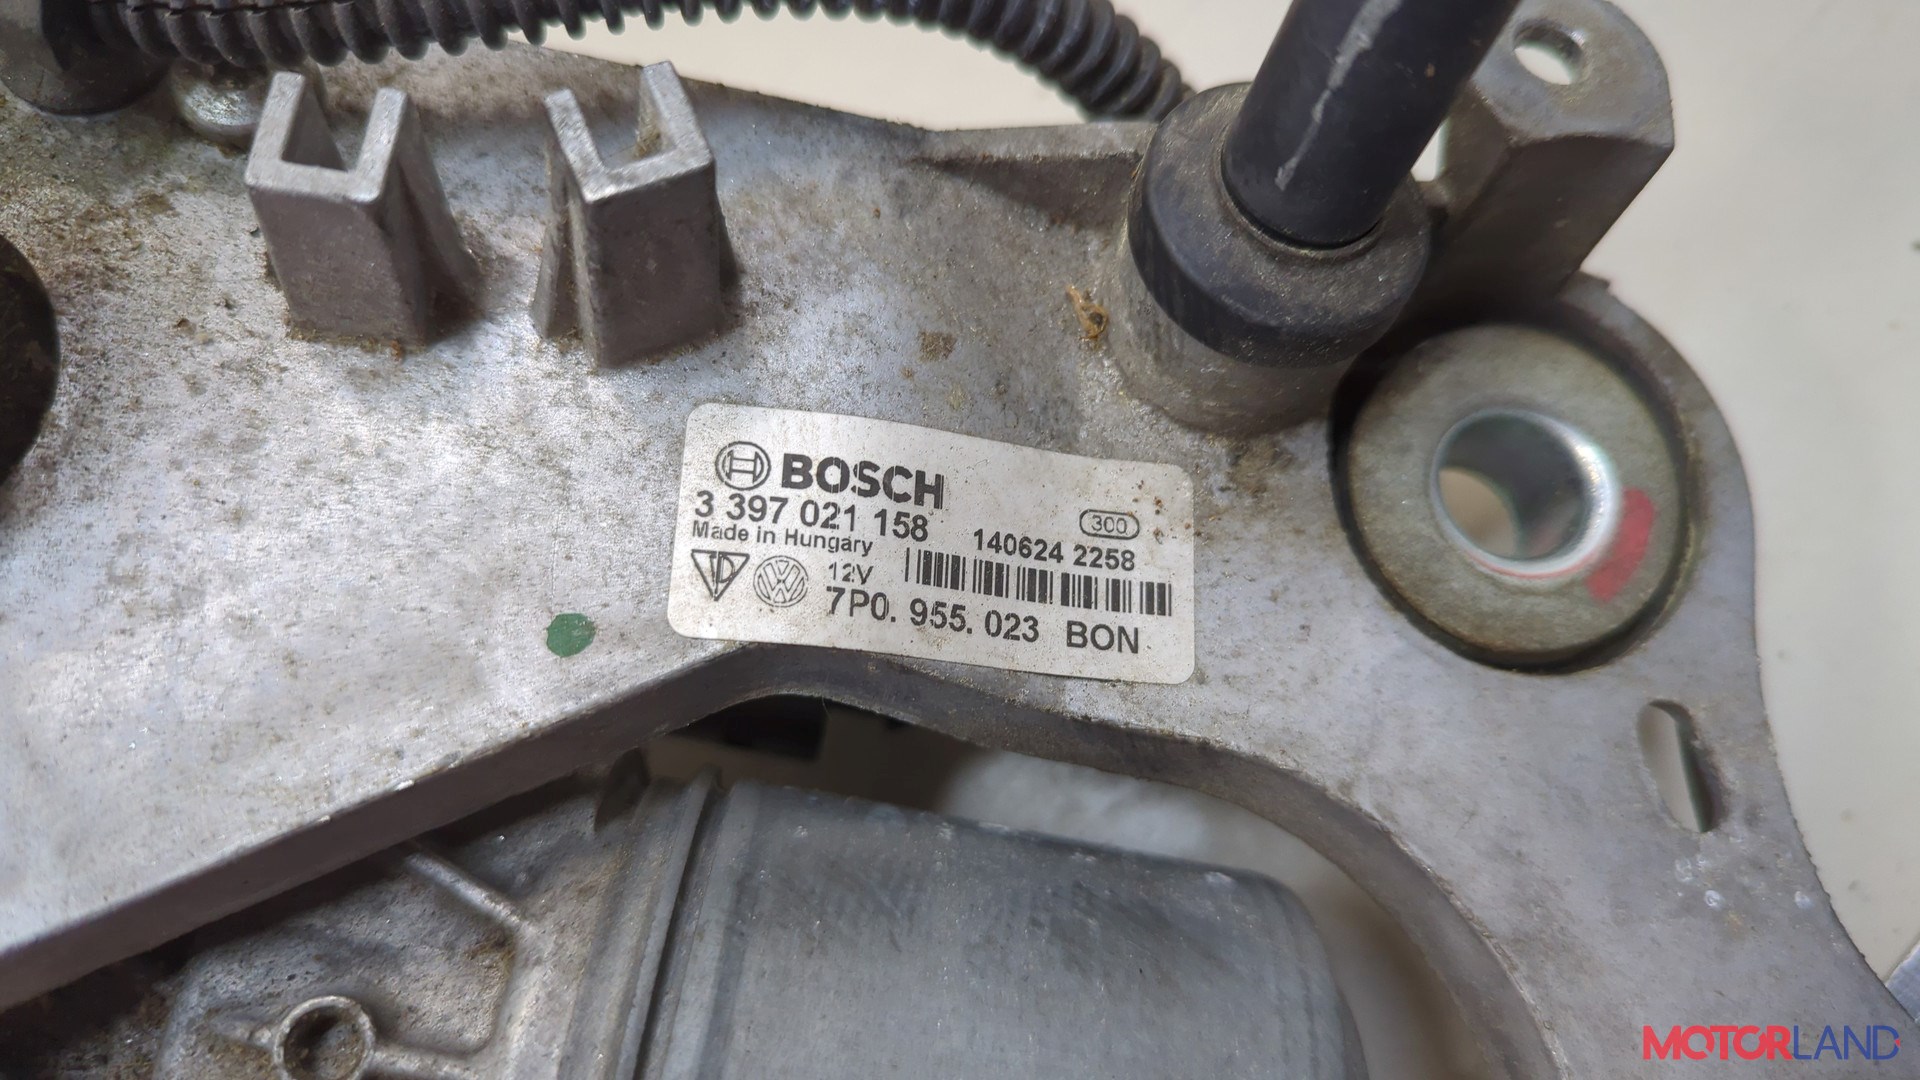 BOSCH
3 397 021 158
300
Made in Hungary
140624 2258
12V
7P0. 955. 023 BON
MOTORLAND